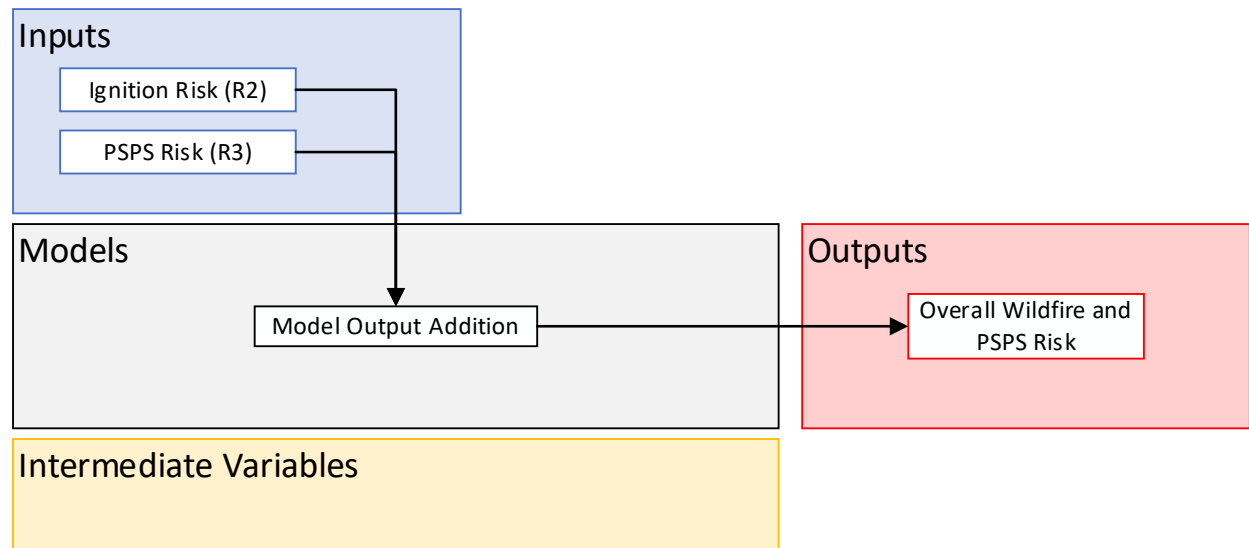 Inputs
Ignition Risk (R2)
PSPS Risk (R3)
Models
Model Output Addition
Outputs
Overall Wildfire and
PSPS Risk
Intermediate Variables